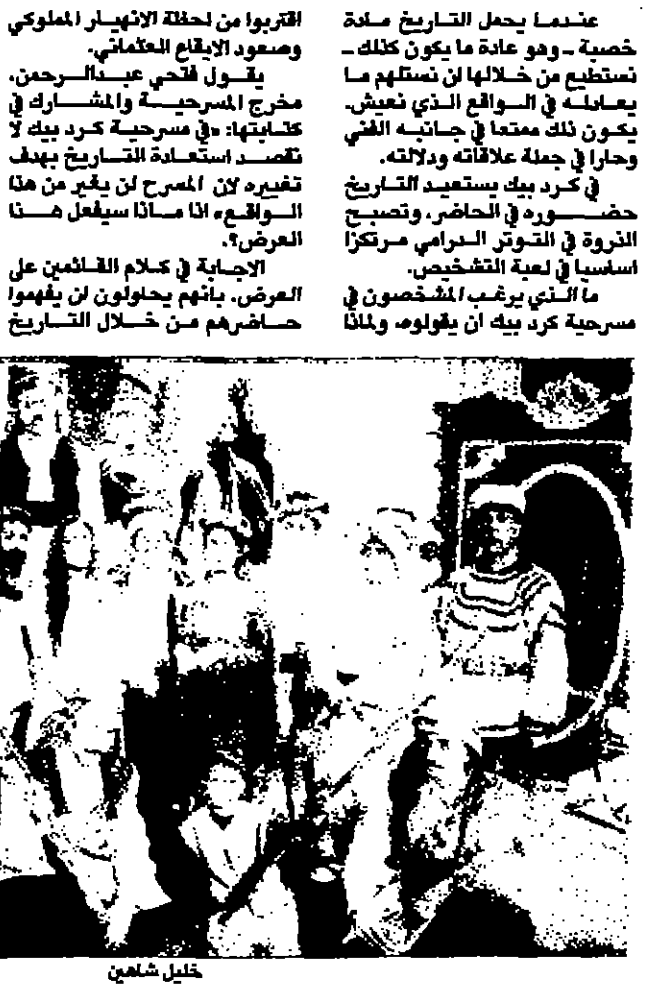 عندما يحمل التاريخ مادة
خصبة ـ وهو عادة ما يكون كذلك ـ
نستطيع من خلالها ان نستلهم ما
يعادله في الواقع الذي نعيش.
يكون ذلك ممتعا في جانبه الفني
وحارا في جملة علاقاته ودلالته.
في كرد بيك يستعيد التاريخ
حضوره في الحاضر، وتصبح
الذروة في التوتر الدرامي مرتكزا
اساسيا في لعبة التشخيص.
ما الذي يرغب المشخصون في
مسرحية كرد بيك أن يقولوه، ولماذا
اقتربوا من لحظة الانهيار المملوكي
وصعود الايقاع العثماني.
يقول فتحي عبدالرحمن،
مخرج المسرحية والمشارك في
كتابتها: «في مسرحية كرد بيك لا
نقصد استعادة التاريخ بهدف
تغييره لان المسرح لن يغير من هذا
الواقع» اذا ماذا سيفعل هذا
العرض؟.
الاجابة في كلام القائمين على
العرض، بانهم يحاولون لن يفهموا
حاضرهم من خلال التاريخ
خليل شاهين